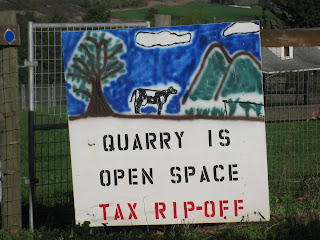 QUARRY IS
OPEN SPACE
TAX RIP-OFF